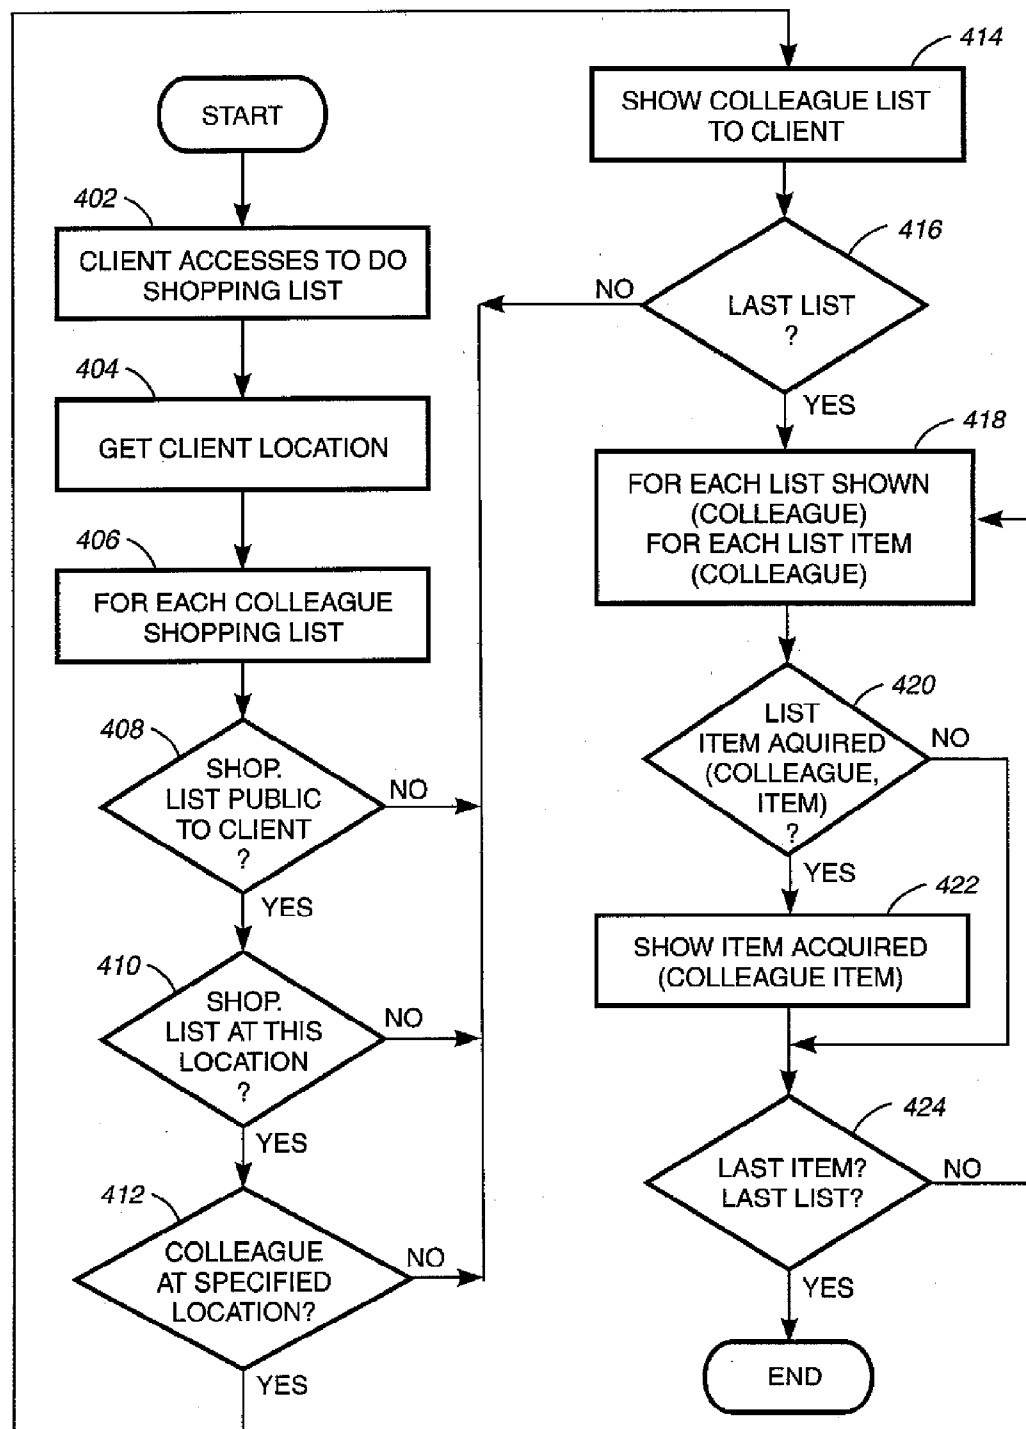 START
402
CLIENT ACCESSES TO DO
SHOPPING LIST
404
GET CLIENT LOCATION
406
FOR EACH COLLEAGUE
SHOPPING LIST
408
SHOP.
LIST PUBLIC
TO CLIENT
?
NO
YES
410
SHOP.
LIST AT THIS
LOCATION
?
NO
YES
412
COLLEAGUE
AT SPECIFIED
LOCATION?
NO
YES
414
SHOW COLLEAGUE LIST
TO CLIENT
416
LAST LIST
?
NO
YES
418
FOR EACH LIST SHOWN
(COLLEAGUE)
FOR EACH LIST ITEM
(COLLEAGUE)
420
LIST
ITEM AQUIRED
(COLLEAGUE,
ITEM)
?
NO
YES
422
SHOW ITEM ACQUIRED
(COLLEAGUE ITEM)
424
LAST ITEM?
LAST LIST?
NO
YES
END